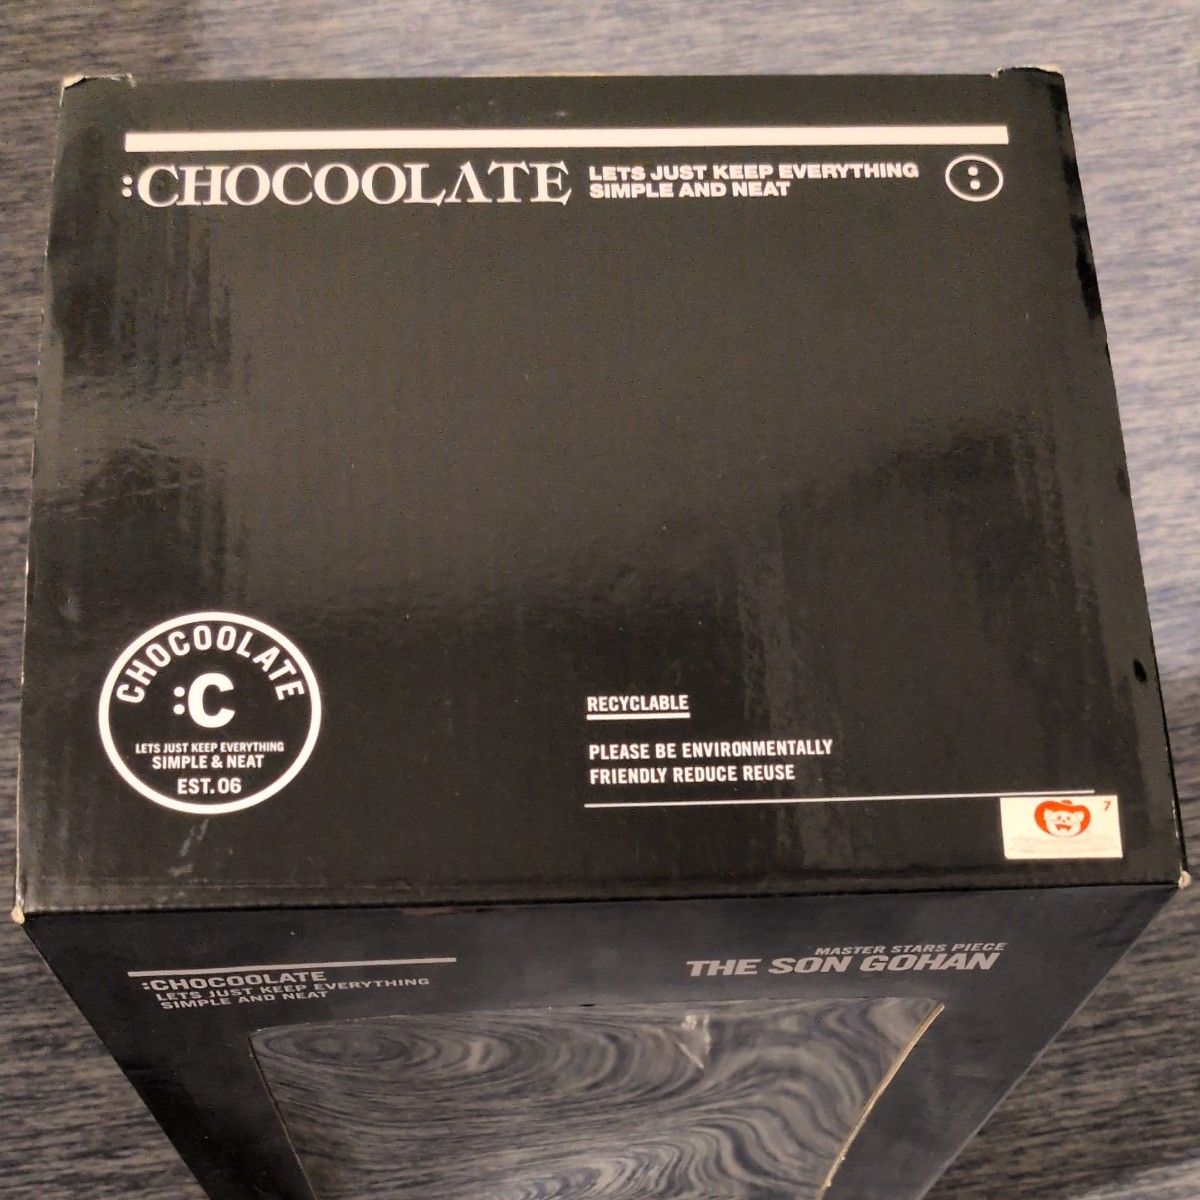 :CHOCOOLATE
LETS JUST KEEP EVERYTHING
SIMPLE AND NEAT
CHOCOOLATE
:C
LETS JUST KEEP EVERYTHING
SIMPLE & NEAT
EST.06
RECYCLABLE
PLEASE BE ENVIRONMENTALLY
FRIENDLY REDUCE REUSE
7
:CHOCOOLATE
LETS JUST KEEP EVERYTHING
SIMPLE AND NEAT
MASTER STARS PIECE
THE SON GOHAN